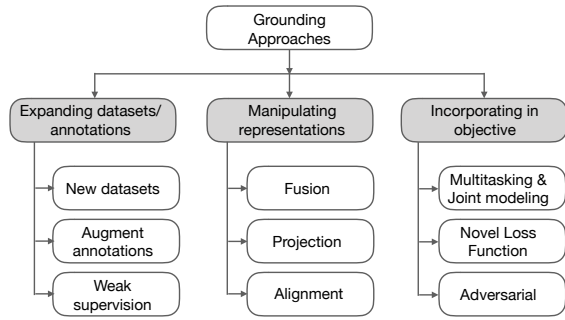 Grounding
Approaches
Expanding datasets/
annotations
New datasets
Augment
annotations
Weak
supervision
Manipulating
representations
Fusion
Projection
Alignment
Incorporating in
objective
Multitasking &
Joint modeling
Novel Loss
Function
Adversarial